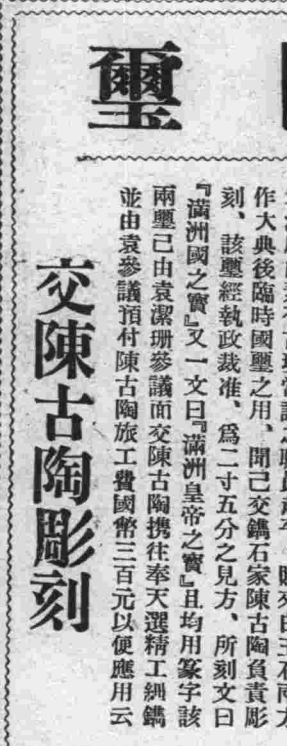 璽
交陳古陶彫刻
作大典後臨時國璽之用、聞己交鐫石家陳古陶負責彫
刻、該璽經執政裁准、爲二寸五分之見方、所刻文曰
『滿洲國之寶』又一文曰『滿洲皇帝之寶』且均用篆字該
兩璽己由袁潔珊參議面交陳古陶携往奉天選精工細鐫
並由袁參議預付陳古陶旅工費國幣三百元以便應用云